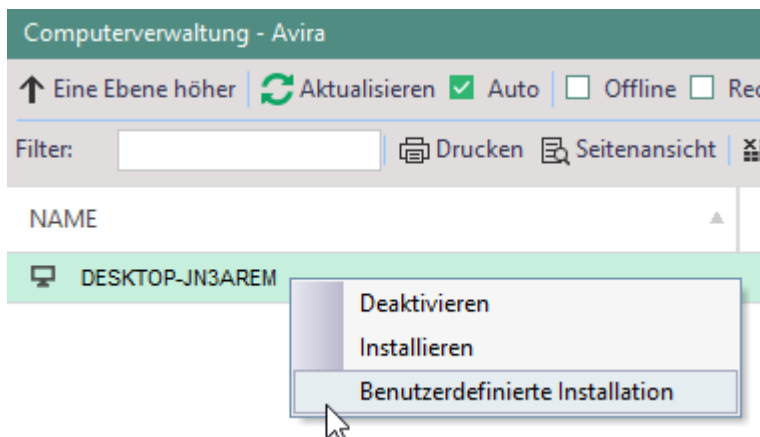 Computerverwaltung - Avira
Eine Ebene höher Aktualisieren Auto Offline
Filter: Drucken Seitenansicht
NAME
DESKTOP-JN3AREM
Deaktivieren
Installieren
Benutzerdefinierte Installation